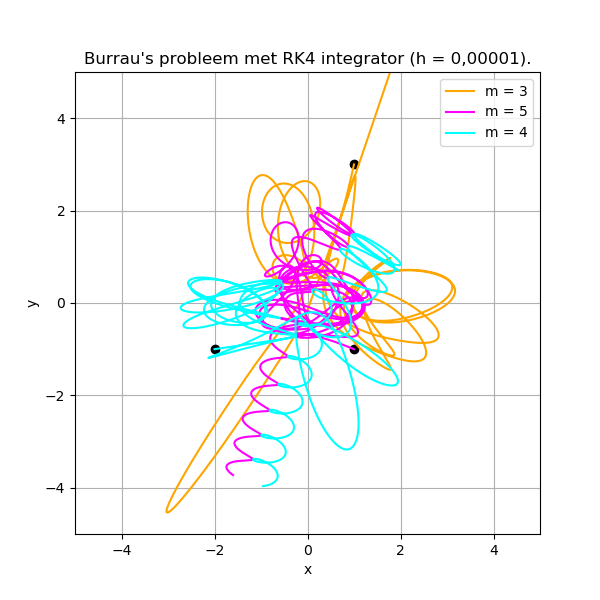 Burrau's probleem met RK4 integrator (h = 0,00001).
m = 3
m = 5
m = 4
y
4
2
0
−2
−4
−4
−2
0
2
4
x